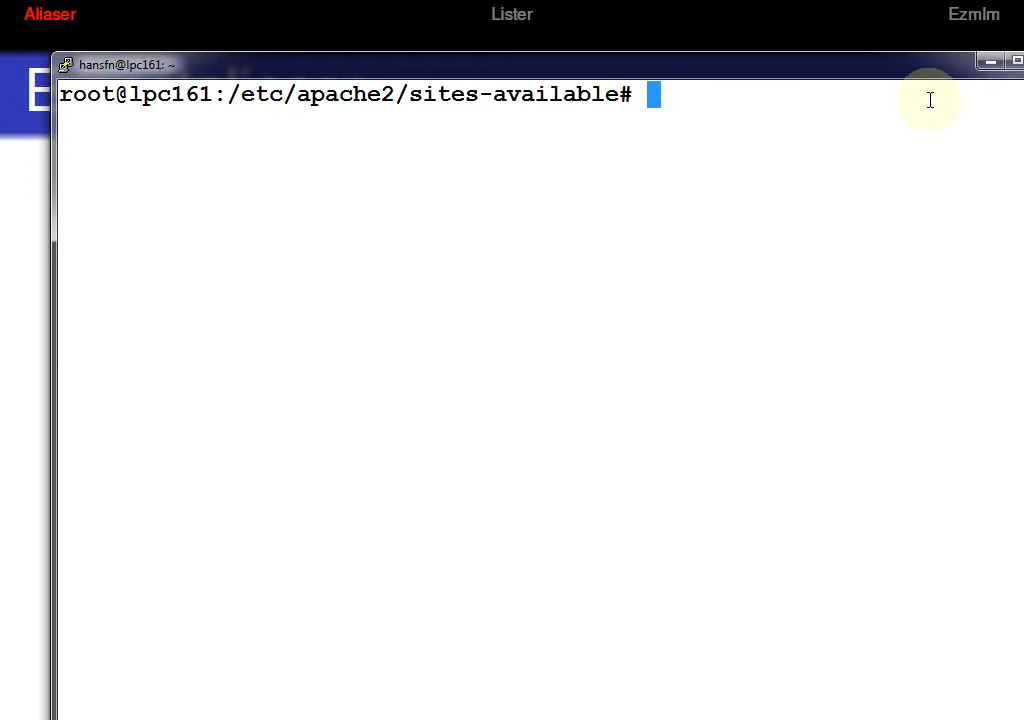 Aliaser Lister Ezmlm
hansfn@lpc161: ~
root@lpc161:/etc/apache2/sites-available#